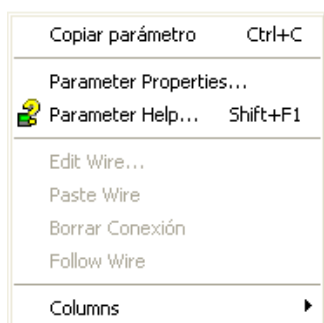 Copiar parámetro Ctrl+C
Parameter Properties...
Parameter Help... Shift+F1
Edit Wire...
Paste Wire
Borrar Conexión
Follow Wire
Columns